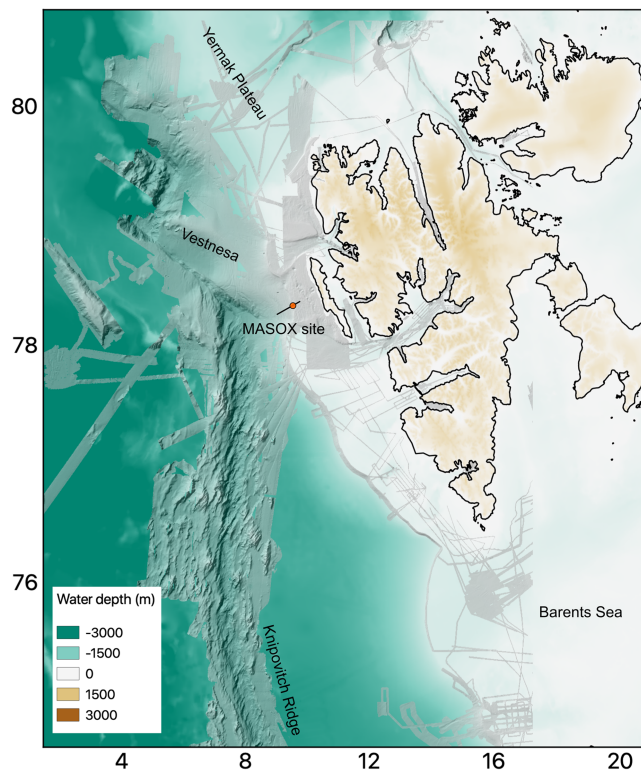 Yermak Plateau
80
Vestnesa
MASOX site
78
76
Water depth (m)
-3000
-1500
0
1500
3000
Barents Sea
Knipovitch Ridge
4
8
12
16
20